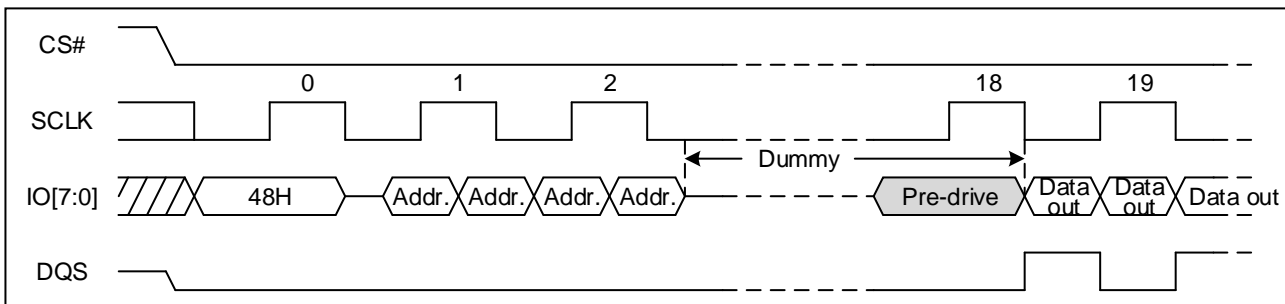 CS#
0 1 2 18 19
SCLK
Dummy
IO[7:0] 48H Addr. Addr. Addr. Addr. Pre-drive Data out Data out Data out
DQS